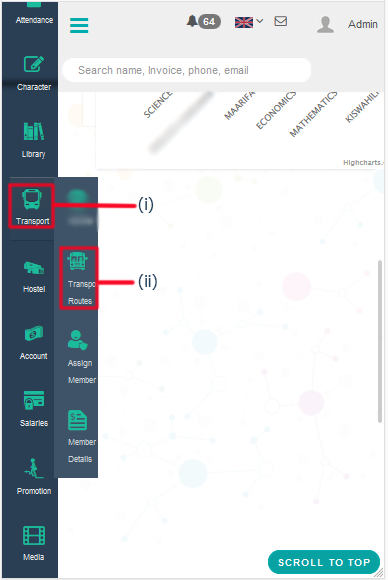 Attendance
64
Admin
Search name, Invoice, phone, email
Character
SCIENCE
MAARIFA
ECONOMICS
MATHEMATICS
KISWAHIL
Library
Highcharts.c
Transport
(i)
Transpo
Routes
(ii)
Hostel
Account
Assign
Member
Salaries
Member
Details
Promotion
Media
SCROLL TO TOP